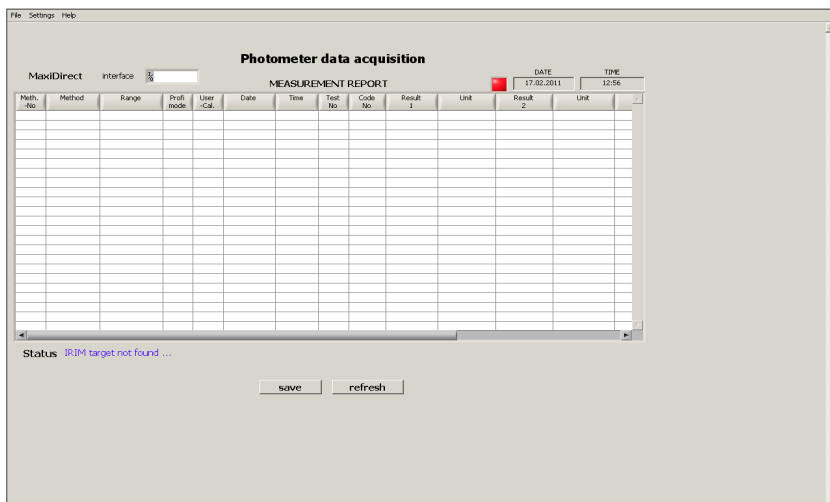 File Settings Help
Photometer data acquisition
MaxiDirect interface
MEASUREMENT REPORT
DATE TIME
17.02.2011 12:56
Meth. -No Method Range Profi mode User -Cal. Date Time Test No Code No Result 1 Unit Result 2 Unit
Status IRIM target not found ...
save refresh